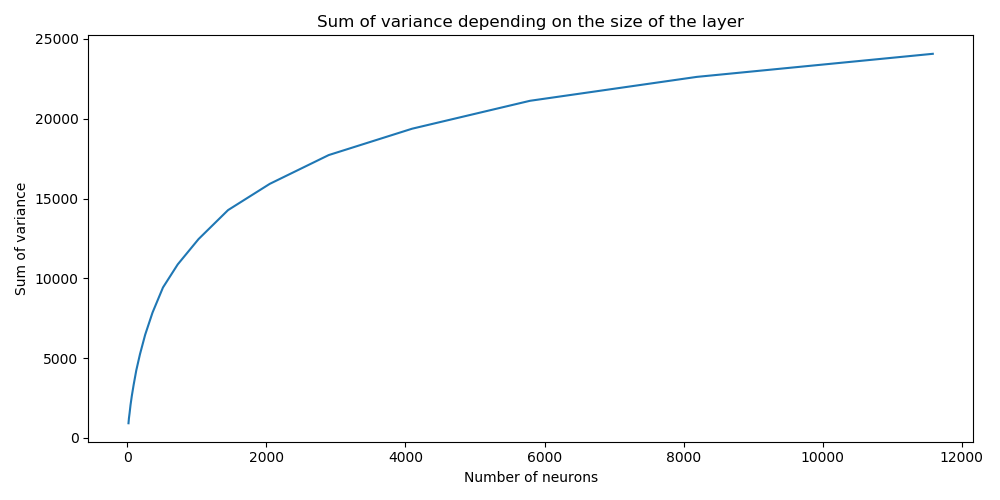 Sum of variance depending on the size of the layer
25000
20000
15000
10000
5000
0
Sum of variance
0 2000 4000 6000 8000 10000 12000
Number of neurons